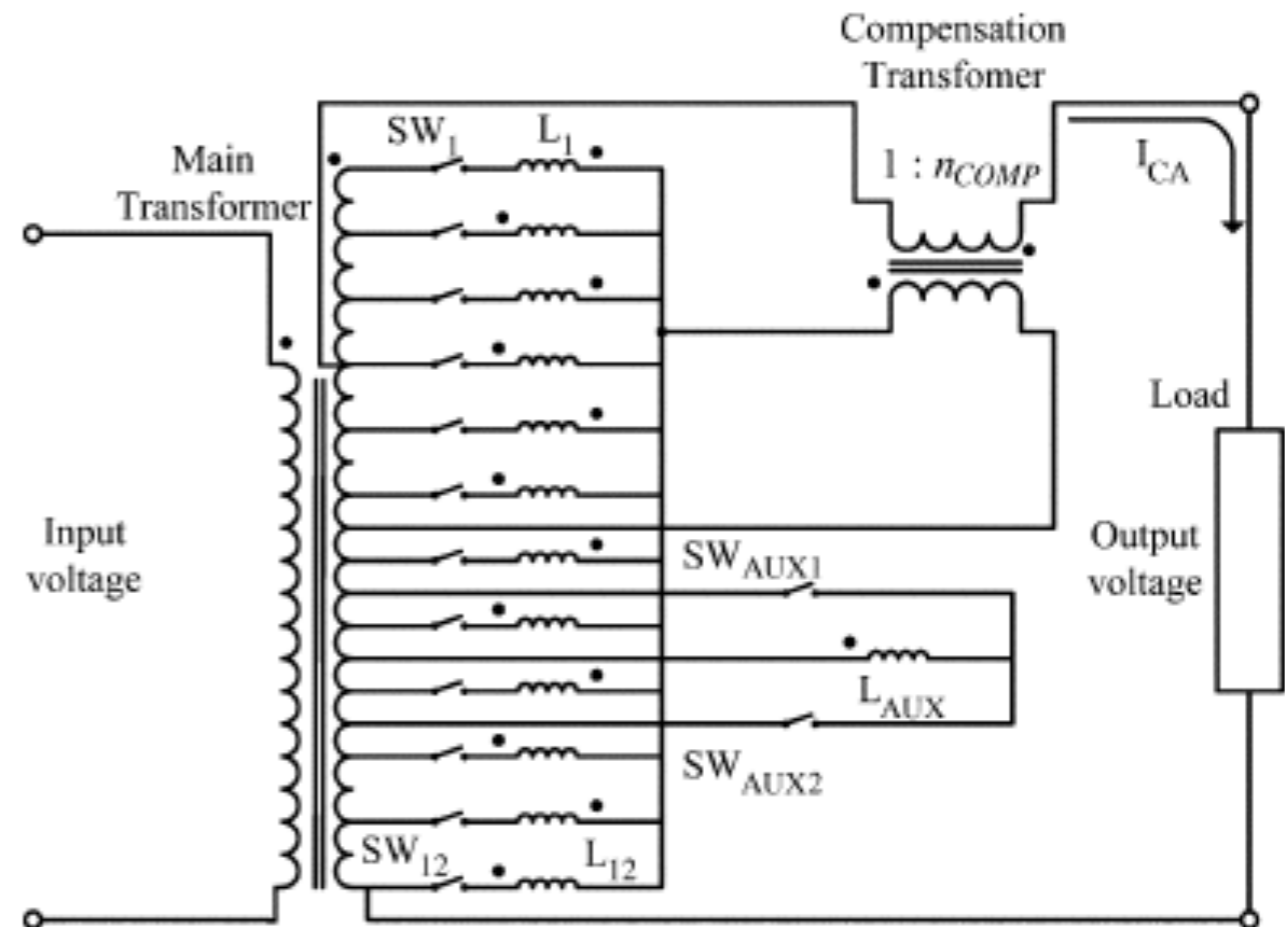 Compensation
Transfomer
SW1
L1
Main
Transformer
1 : nCOMP
ICA
Load
Input
voltage
SWAUX1
Output
voltage
LAUX
SWAUX2
SW12
L12